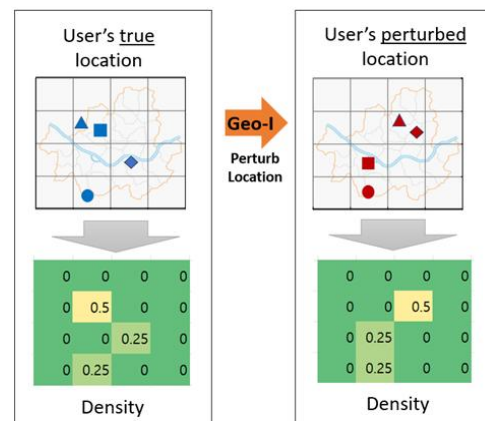 User's true
location
0 0 0 0
0 0.5 0 0
0 0 0.25 0
0 0.25 0 0
Density
Geo-I
Perturb
Location
User's perturbed
location
0 0 0 0
0 0 0.5 0
0 0.25 0 0
0 0.25 0 0
Density